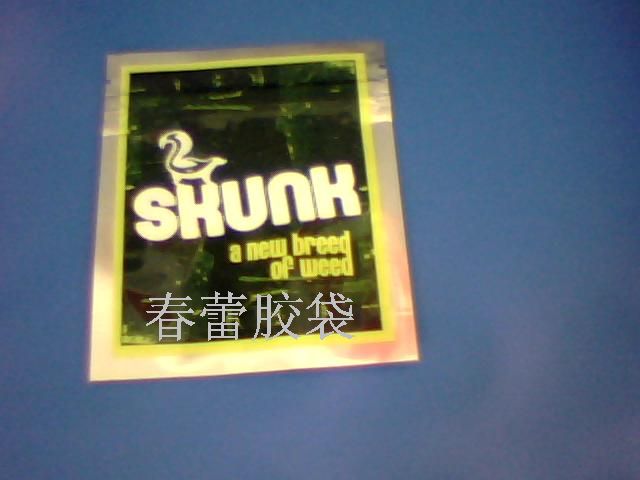 SKUNK
a new breed
of weed
春蕾胶袋